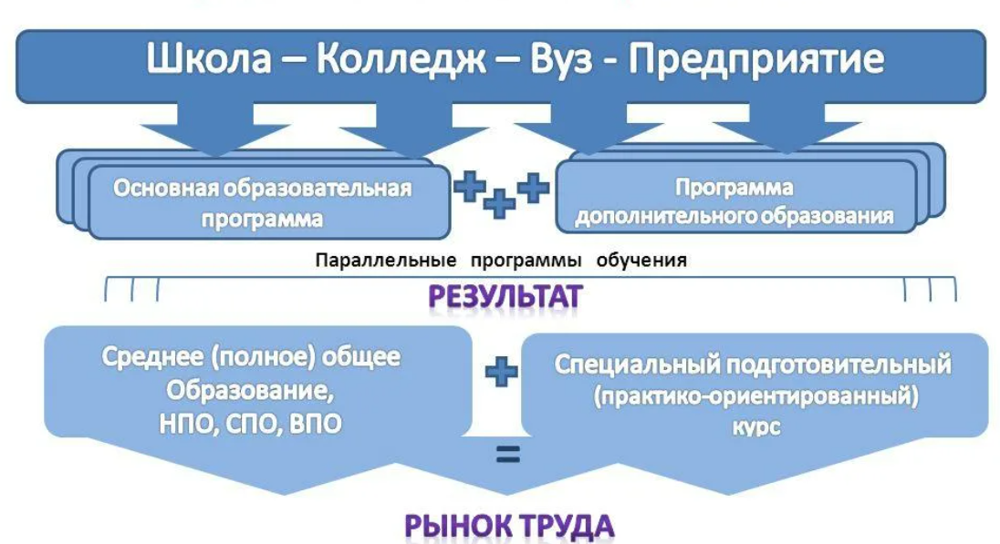 Школа – Колледж – Вуз - Предприятие
Основная образовательная
программа
Программа
дополнительного образования
Параллельные программы обучения
РЕЗУЛЬТАТ
Среднее (полное) общее
Образование,
НПО, СПО, ВПО
Специальный подготовительный
(практико-ориентированный)
курс
=
РЫНОК ТРУДА